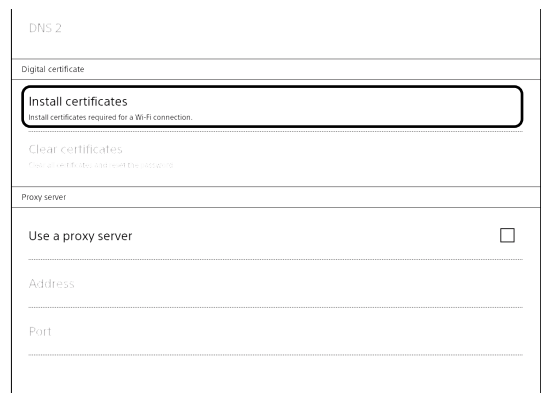 DNS 2
Digital certificate
Install certificates
Install certificates required for a Wi-Fi connection.
Clear certificates
Proxy server
Use a proxy server
Address
Port